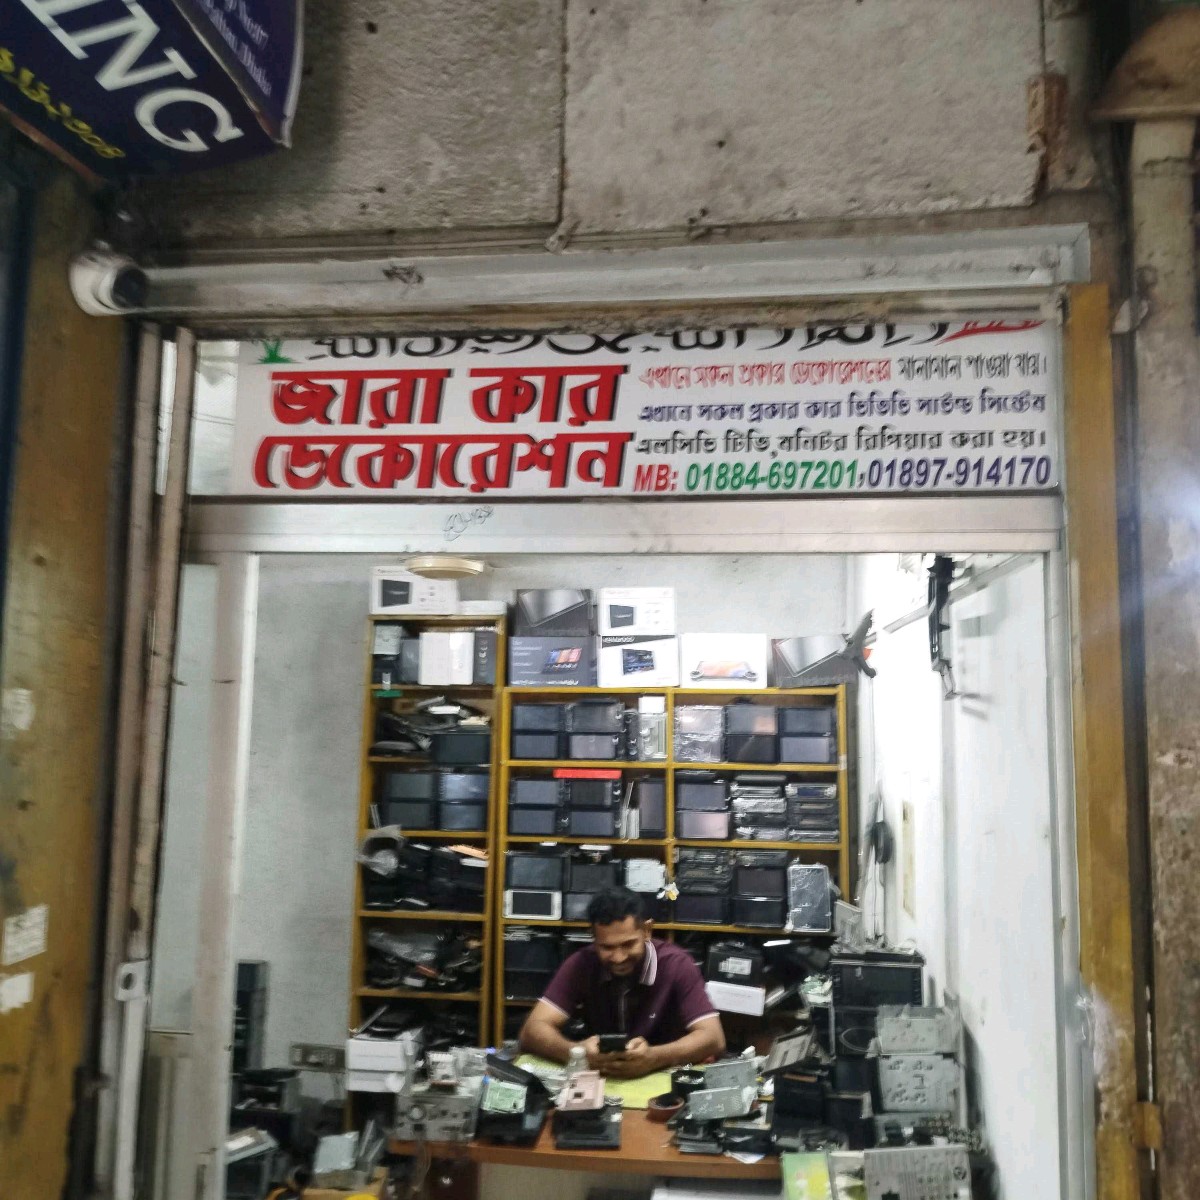 ING
জারা কার
ডেকোরেশন
এখানে সকল প্রকার ডেকোরেশনের মালামাল পাওয়া যায়।
এখানে সকল প্রকার কার ডিভিডি সাউন্ড সিস্টেম
এলসিডি টিভি,মনিটর রিপিয়ার করা হয়।
MB: 01884-697201,01897-914170